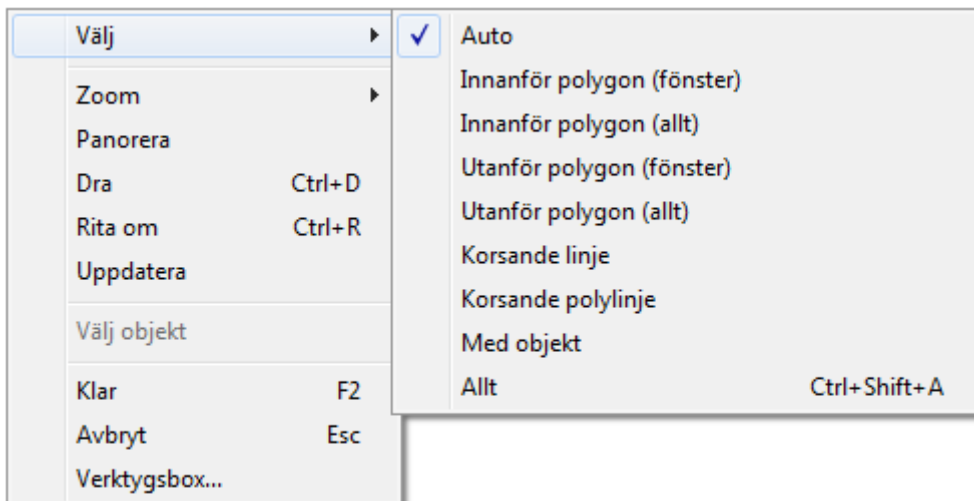 Välj
Zoom
Panorera
Dra Ctrl+D
Rita om Ctrl+R
Uppdatera
Välj objekt
Klar F2
Avbryt Esc
Verktygsbox...
Auto
Innanför polygon (fönster)
Innanför polygon (allt)
Utanför polygon (fönster)
Utanför polygon (allt)
Korsande linje
Korsande polylinje
Med objekt
Allt Ctrl+Shift+A